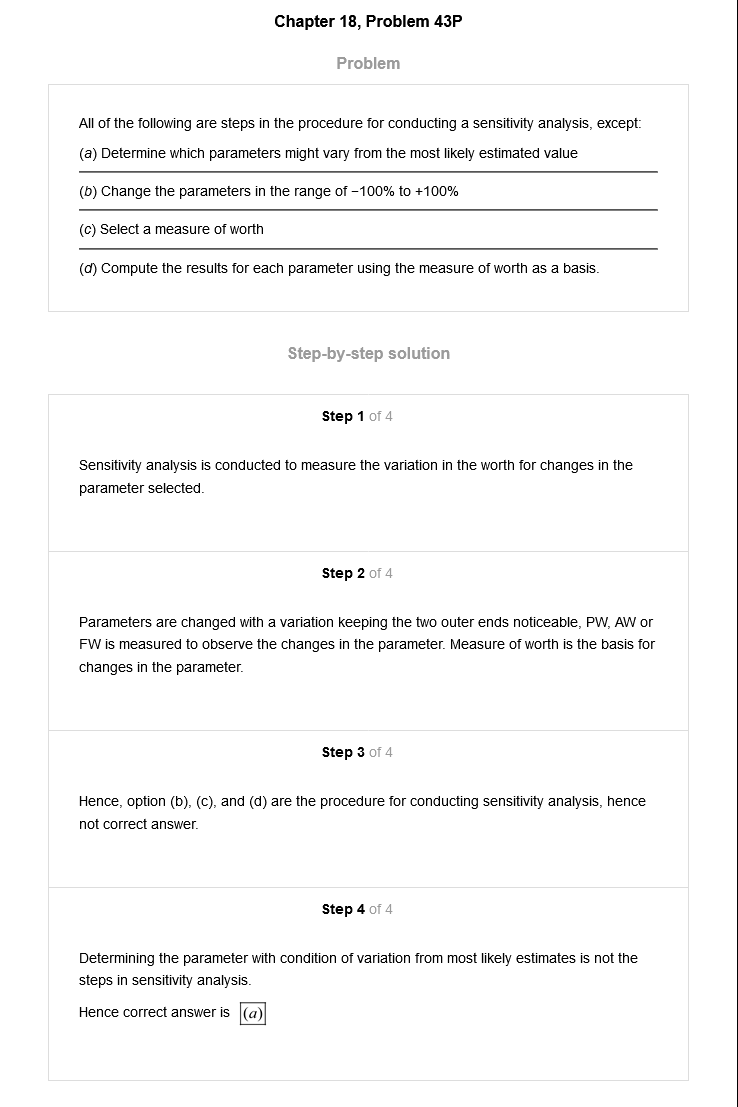 Chapter 18, Problem 43P
Problem
All of the following are steps in the procedure for conducting a sensitivity analysis, except:
(a) Determine which parameters might vary from the most likely estimated value
(b) Change the parameters in the range of −100% to +100%
(c) Select a measure of worth
(d) Compute the results for each parameter using the measure of worth as a basis.
Step-by-step solution
Step 1 of 4
Sensitivity analysis is conducted to measure the variation in the worth for changes in the
parameter selected.
Step 2 of 4
Parameters are changed with a variation keeping the two outer ends noticeable, PW, AW or
FW is measured to observe the changes in the parameter. Measure of worth is the basis for
changes in the parameter.
Step 3 of 4
Hence, option (b), (c), and (d) are the procedure for conducting sensitivity analysis, hence
not correct answer.
Step 4 of 4
Determining the parameter with condition of variation from most likely estimates is not the
steps in sensitivity analysis.
Hence correct answer is (a)